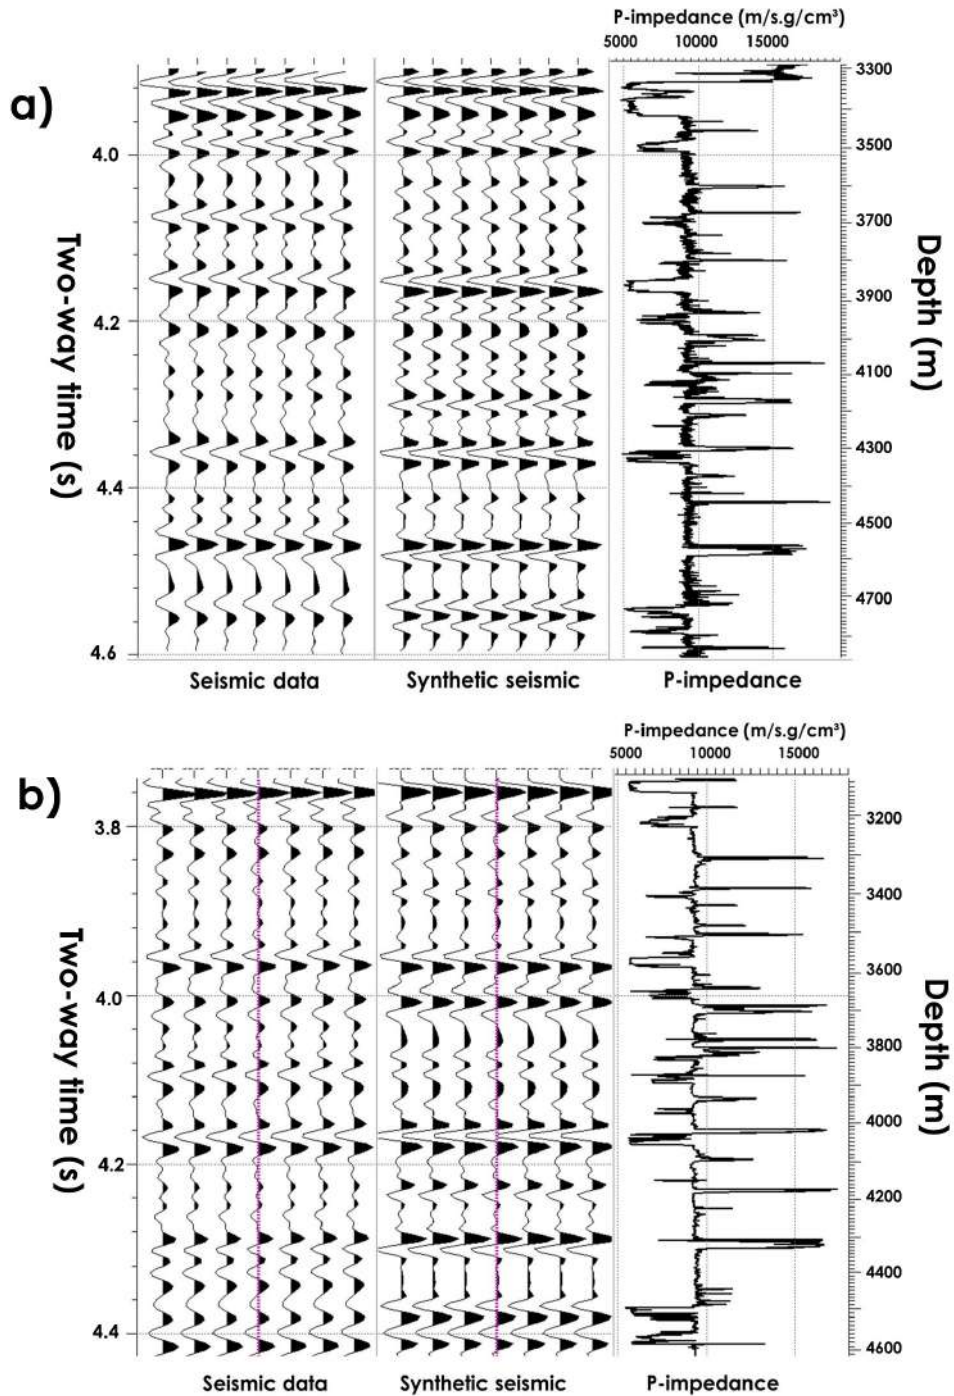 P-impedance (m/s.g/cm³)
5000 10000 15000
a)
Two-way time (s)
4.0
4.2
4.4
4.6
3300
3500
3700
3900
4100
4300
4500
4700
Depth (m)
Seismic data Synthetic seismic P-impedance
P-impedance (m/s.g/cm³)
5000 10000 15000
b)
Two-way time (s)
3.8
4.0
4.2
4.4
3200
3400
3600
3800
4000
4200
4400
4600
Depth (m)
Seismic data Synthetic seismic P-impedance